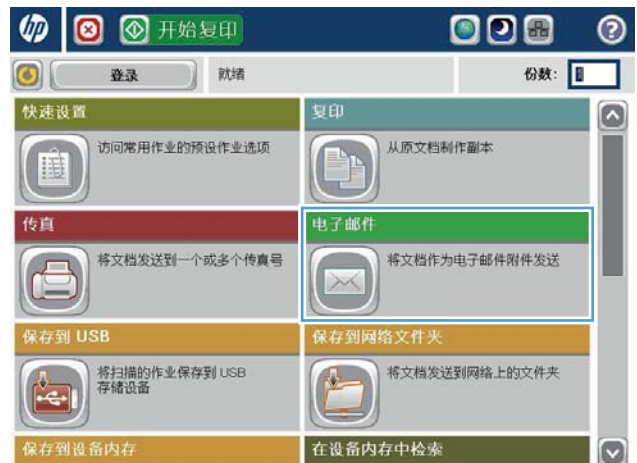 hp 开始复印
登录 就绪 份数: 1
快速设置
访问常用作业的预设作业选项
复印
从原文档制作副本
传真
将文档发送到一个或多个传真号
电子邮件
将文档作为电子邮件附件发送
保存到 USB
将扫描的作业保存到 USB
存储设备
保存到网络文件夹
将文档发送到网络上的文件夹
保存到设备内存
在设备内存中检索